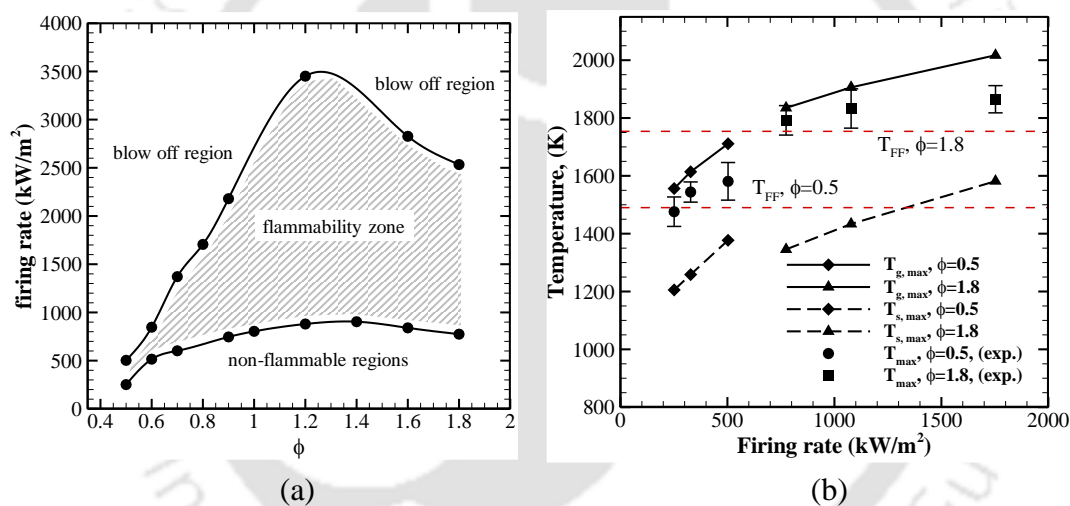 4000
3500
3000
2500
2000
1500
1000
500
0
0.4
0.6
0.8
1
1.2
1.4
1.6
1.8
2
firing rate (kW/m²)
ϕ
blow off region
blow off region
flammability zone
non-flammable regions
(a)
2000
1800
1600
1400
1200
1000
800
0
500
1000
1500
2000
Temperature, (K)
Firing rate (kW/m²)
T_FF, ϕ=1.8
T_FF, ϕ=0.5
T_g, max, ϕ=0.5
T_g, max, ϕ=1.8
T_s, max, ϕ=0.5
T_s, max, ϕ=1.8
T_max, ϕ=0.5, (exp.)
T_max, ϕ=1.8, (exp.)
(b)